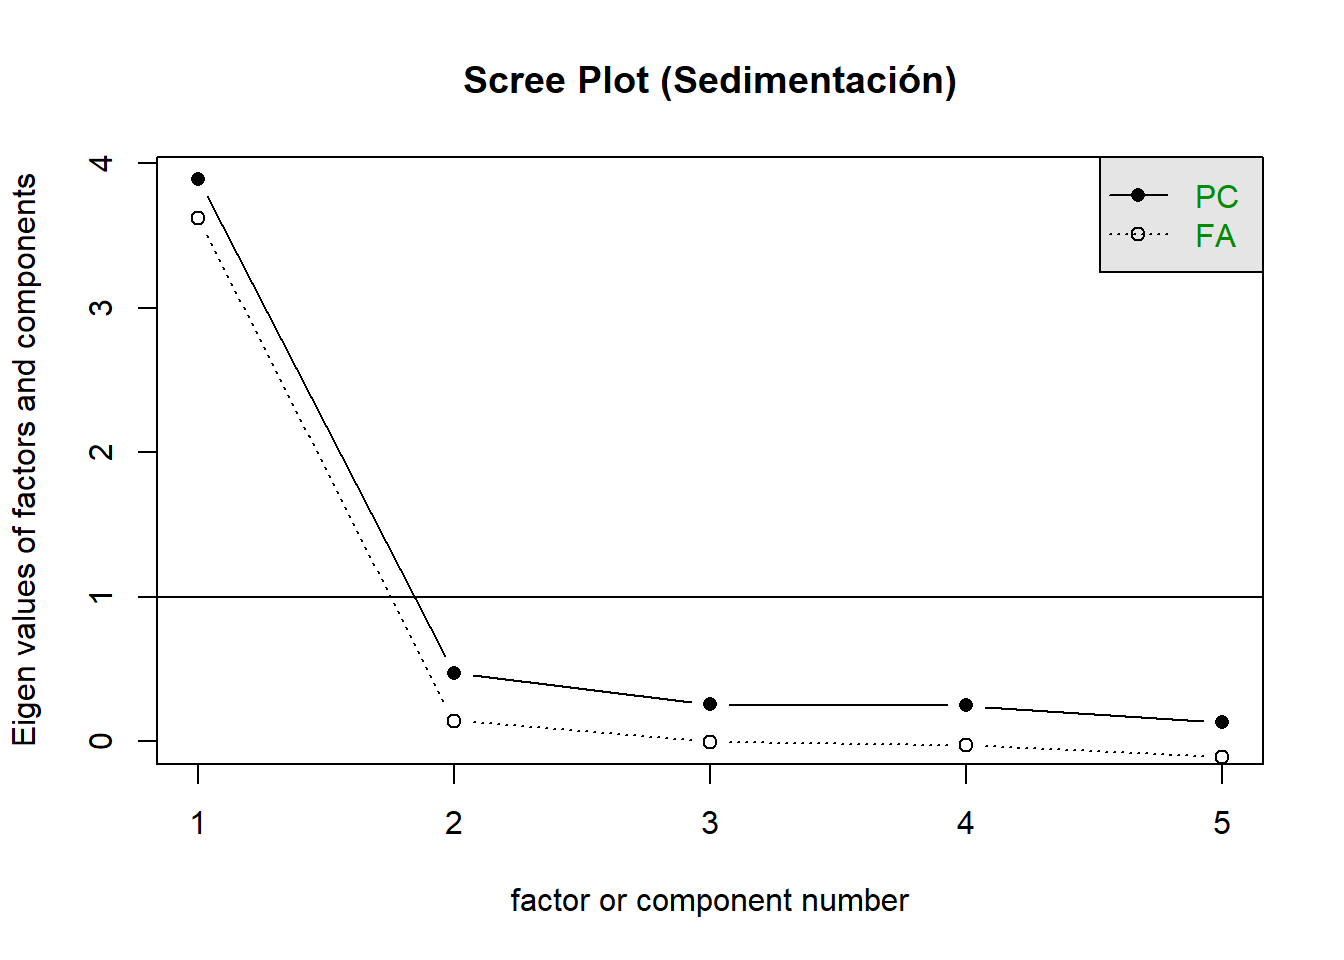 Scree Plot (Sedimentación)
Eigen values of factors and components
4
3
2
1
0
PC
FA
1 2 3 4 5
factor or component number